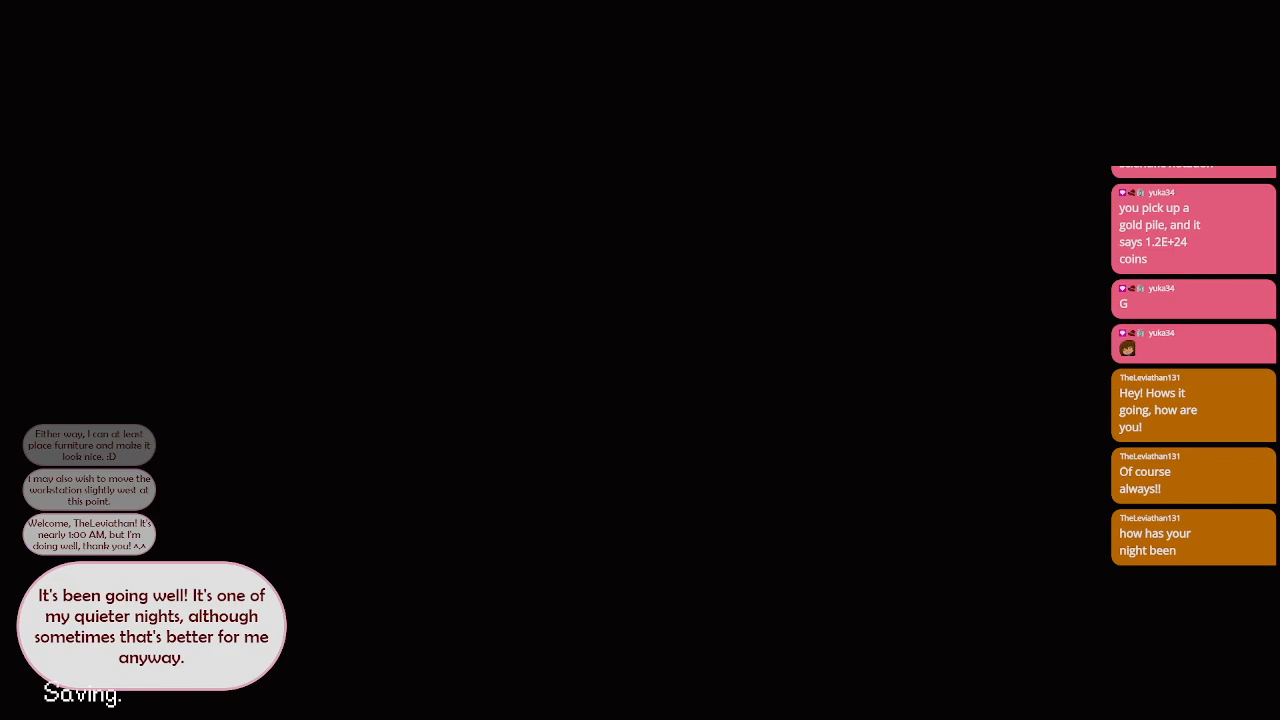 yuka34
you pick up a
gold pile, and it
says 1.2E+24
coins
yuka34
G
yuka34
TheLeviathan131
Hey! Hows it
going, how are
you!
TheLeviathan131
Of course
always!!
TheLeviathan131
how has your
night been
Either way, I can at least
place furniture and make it
look nice. :D
I may also wish to move the
workstation slightly west at
this point.
Welcome, TheLeviathan! It's
nearly 1:00 AM, but I'm
doing well, thank you! ^.^
It's been going well! It's one of
my quieter nights, although
sometimes that's better for me
anyway.
Saving.